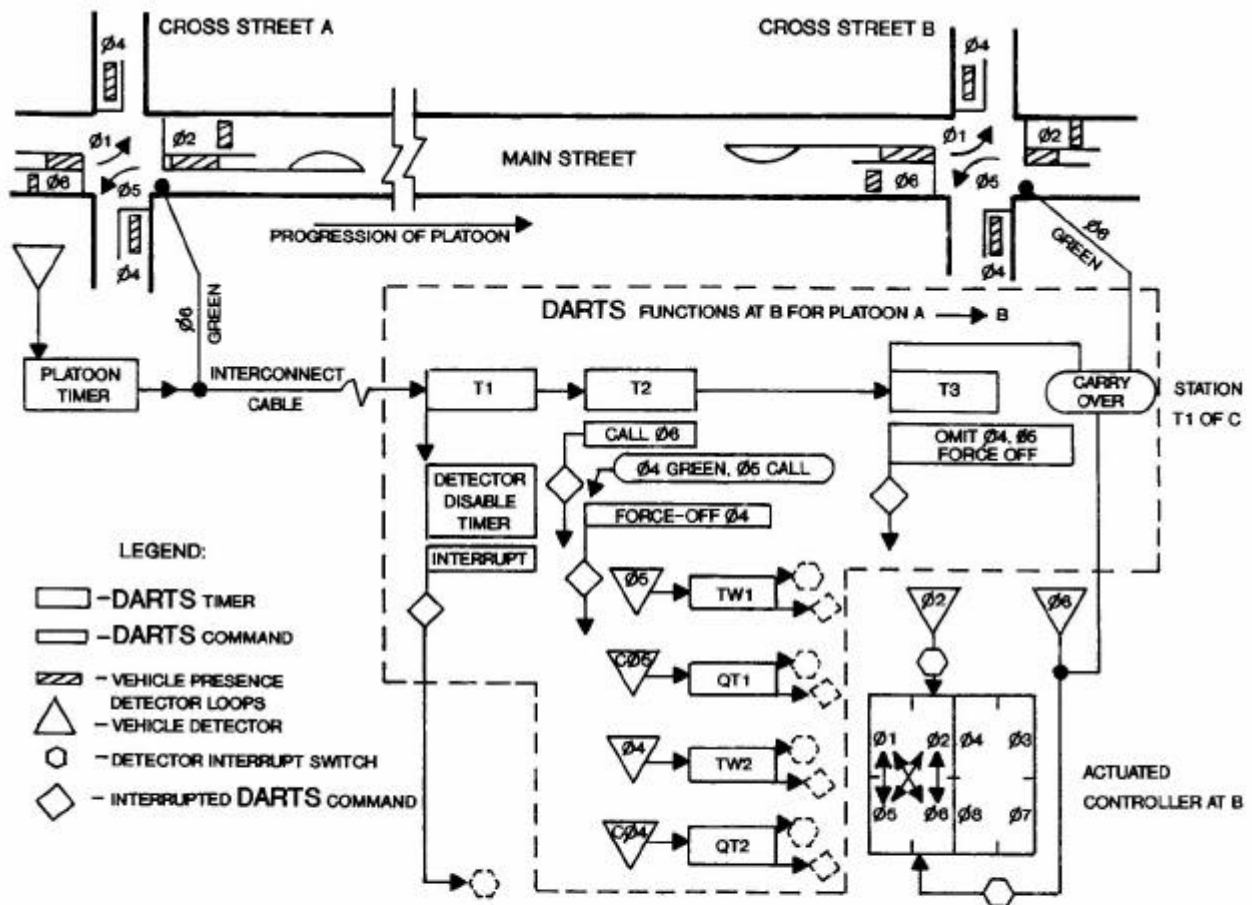 CROSS STREET A
CROSS STREET B
Ø4
Ø4
Ø1
Ø2
Ø6
Ø5
MAIN STREET
Ø1
Ø2
Ø6
Ø5
Ø4
Ø4
PROGRESSION OF PLATOON
Ø6
GREEN
Ø6
GREEN
DARTS FUNCTIONS AT B FOR PLATOON A B
PLATOON
TIMER
INTERCONNECT
CABLE
T1
T2
T3
CARRY
OVER
STATION
T1 OF C
CALL Ø6
OMIT Ø4, Ø5
FORCE OFF
Ø4 GREEN, Ø5 CALL
DETECTOR
DISABLE
TIMER
FORCE-OFF Ø4
INTERRUPT
LEGEND:
- DARTS TIMER
- DARTS COMMAND
- VEHICLE PRESENCE
DETECTOR LOOPS
- VEHICLE DETECTOR
- DETECTOR INTERRUPT SWITCH
- INTERRUPTED DARTS COMMAND
Ø5
TW1
CØ5
QT1
Ø4
TW2
CØ4
QT2
Ø2
Ø6
Ø1 Ø2 Ø4 Ø3
Ø5 Ø6 Ø8 Ø7
ACTUATED
CONTROLLER AT B